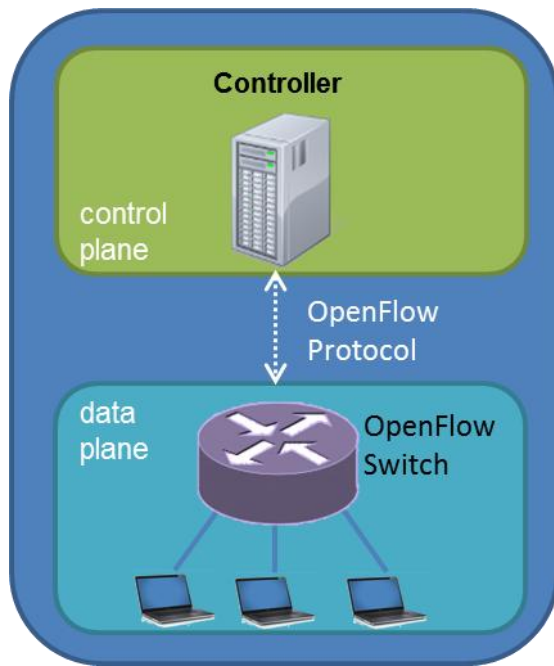 Controller
control
plane
OpenFlow
Protocol
data
plane
OpenFlow
Switch